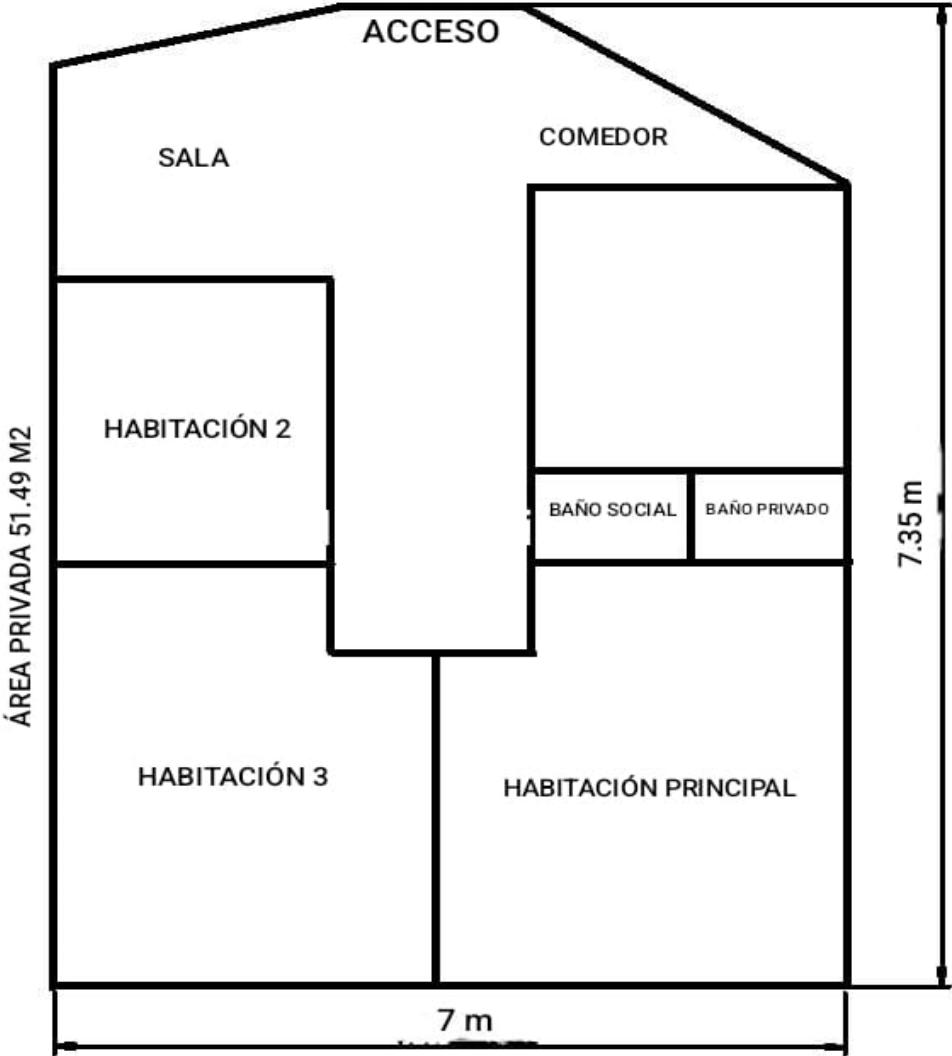 ACCESO
COMEDOR
SALA
HABITACIÓN 2
BAÑO SOCIAL
BAÑO PRIVADO
ÁREA PRIVADA 51.49 M2
7.35 m
HABITACIÓN 3
HABITACIÓN PRINCIPAL
7 m